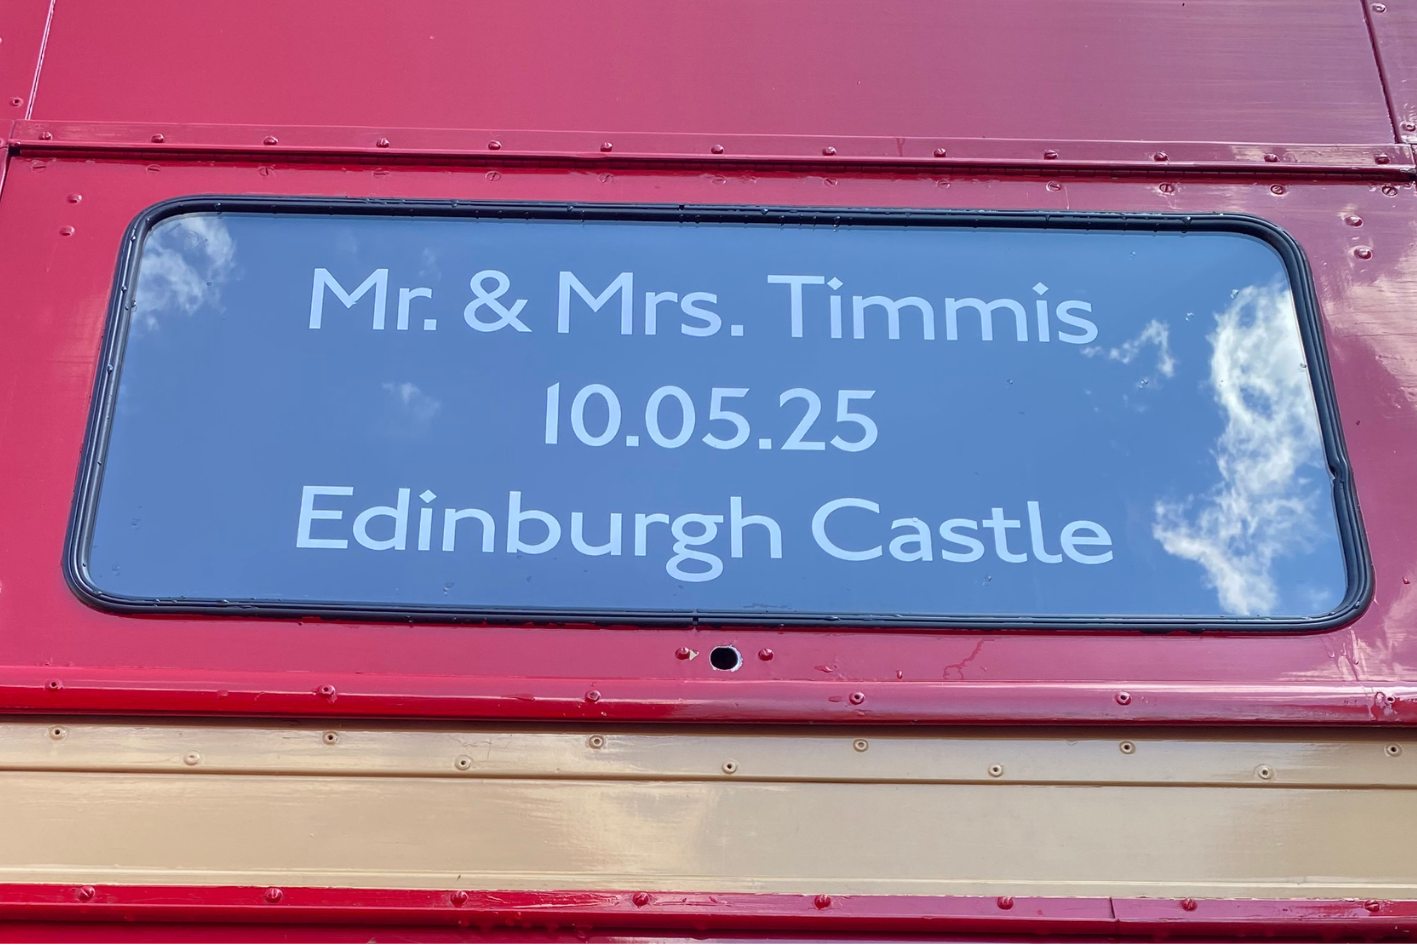 Mr. & Mrs. Timmis
10.05.25
Edinburgh Castle